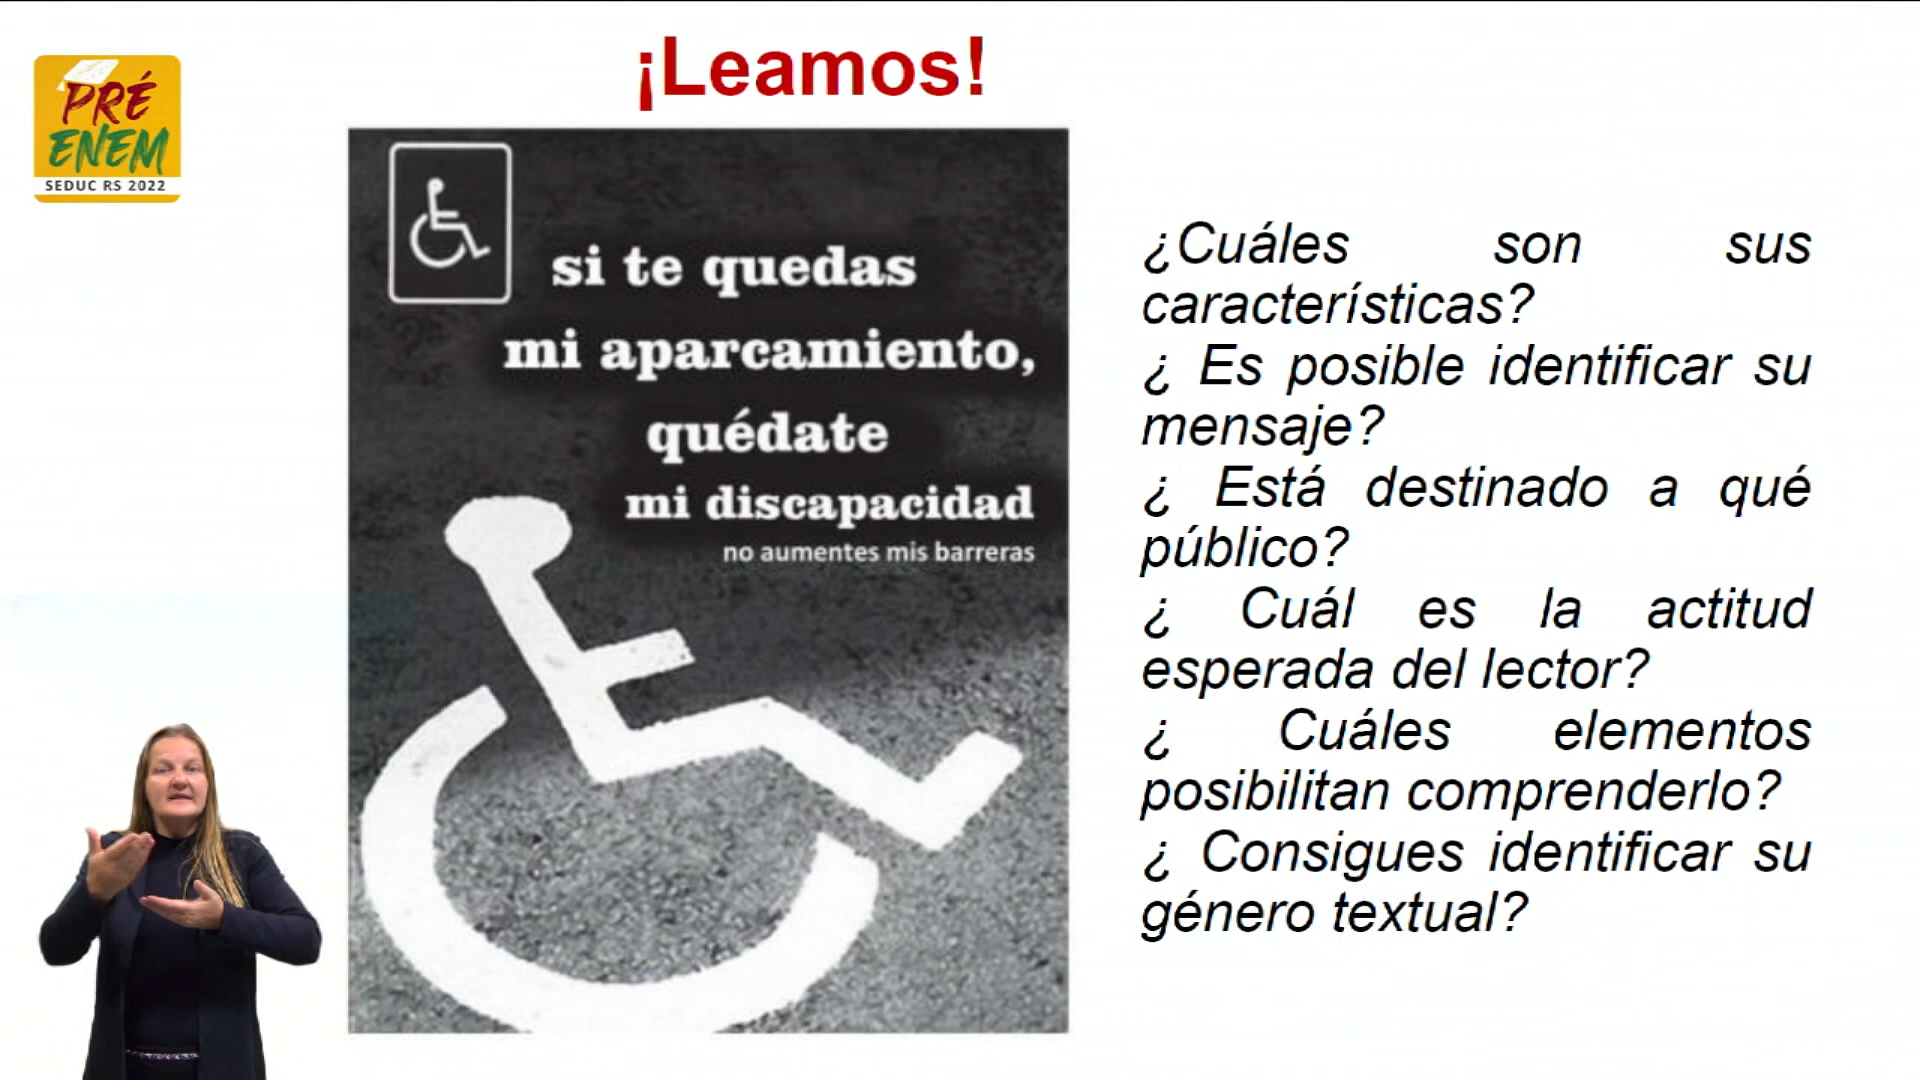 PRÉ
ENEM
SEDUC RS 2022
¡Leamos!
si te quedas
mi aparcamiento,
quédate
mi discapacidad
no aumentes mis barreras
¿Cuáles son sus
características?
¿ Es posible identificar su
mensaje?
¿ Está destinado a qué
público?
¿ Cuál es la actitud
esperada del lector?
¿ Cuáles elementos
posibilitan comprenderlo?
¿ Consigues identificar su
género textual?